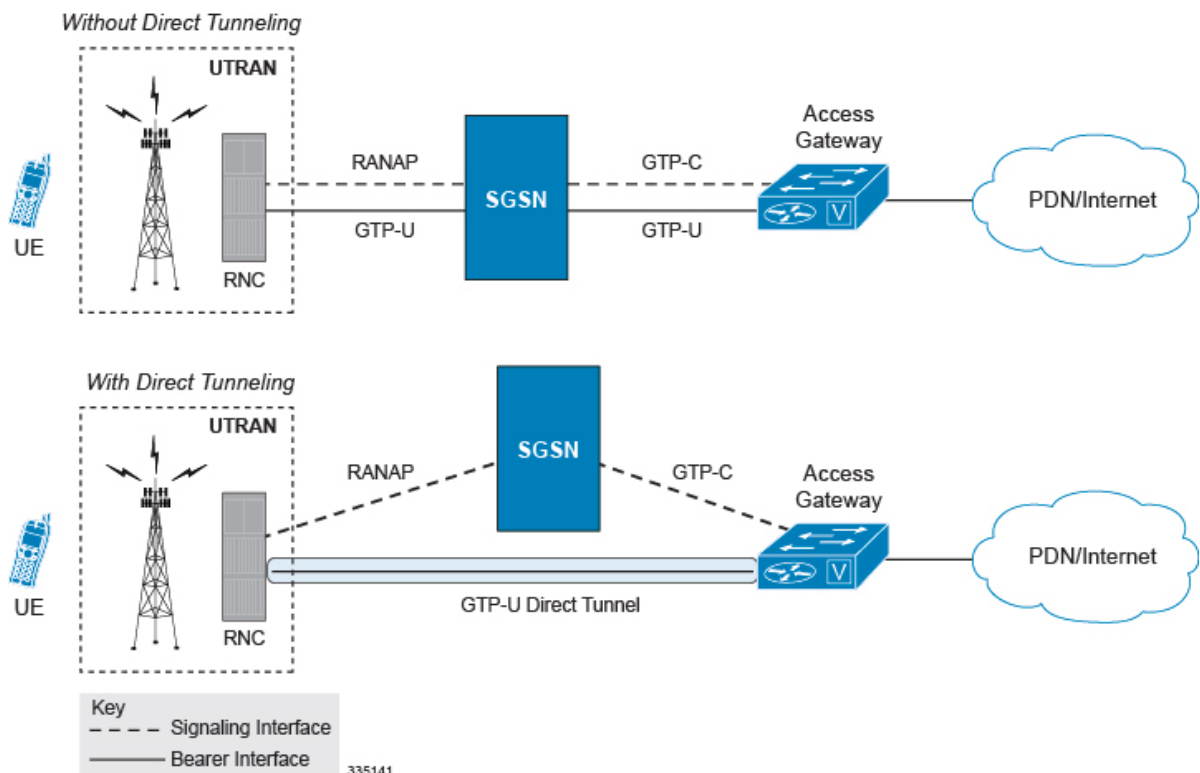 Without Direct Tunneling
UTRAN
UE
RNC
RANAP
GTP-U
SGSN
GTP-C
GTP-U
Access
Gateway
V
PDN/Internet
With Direct Tunneling
UTRAN
UE
RNC
RANAP
SGSN
GTP-C
GTP-U Direct Tunnel
Access
Gateway
V
PDN/Internet
Key
Signaling Interface
Bearer Interface
335141